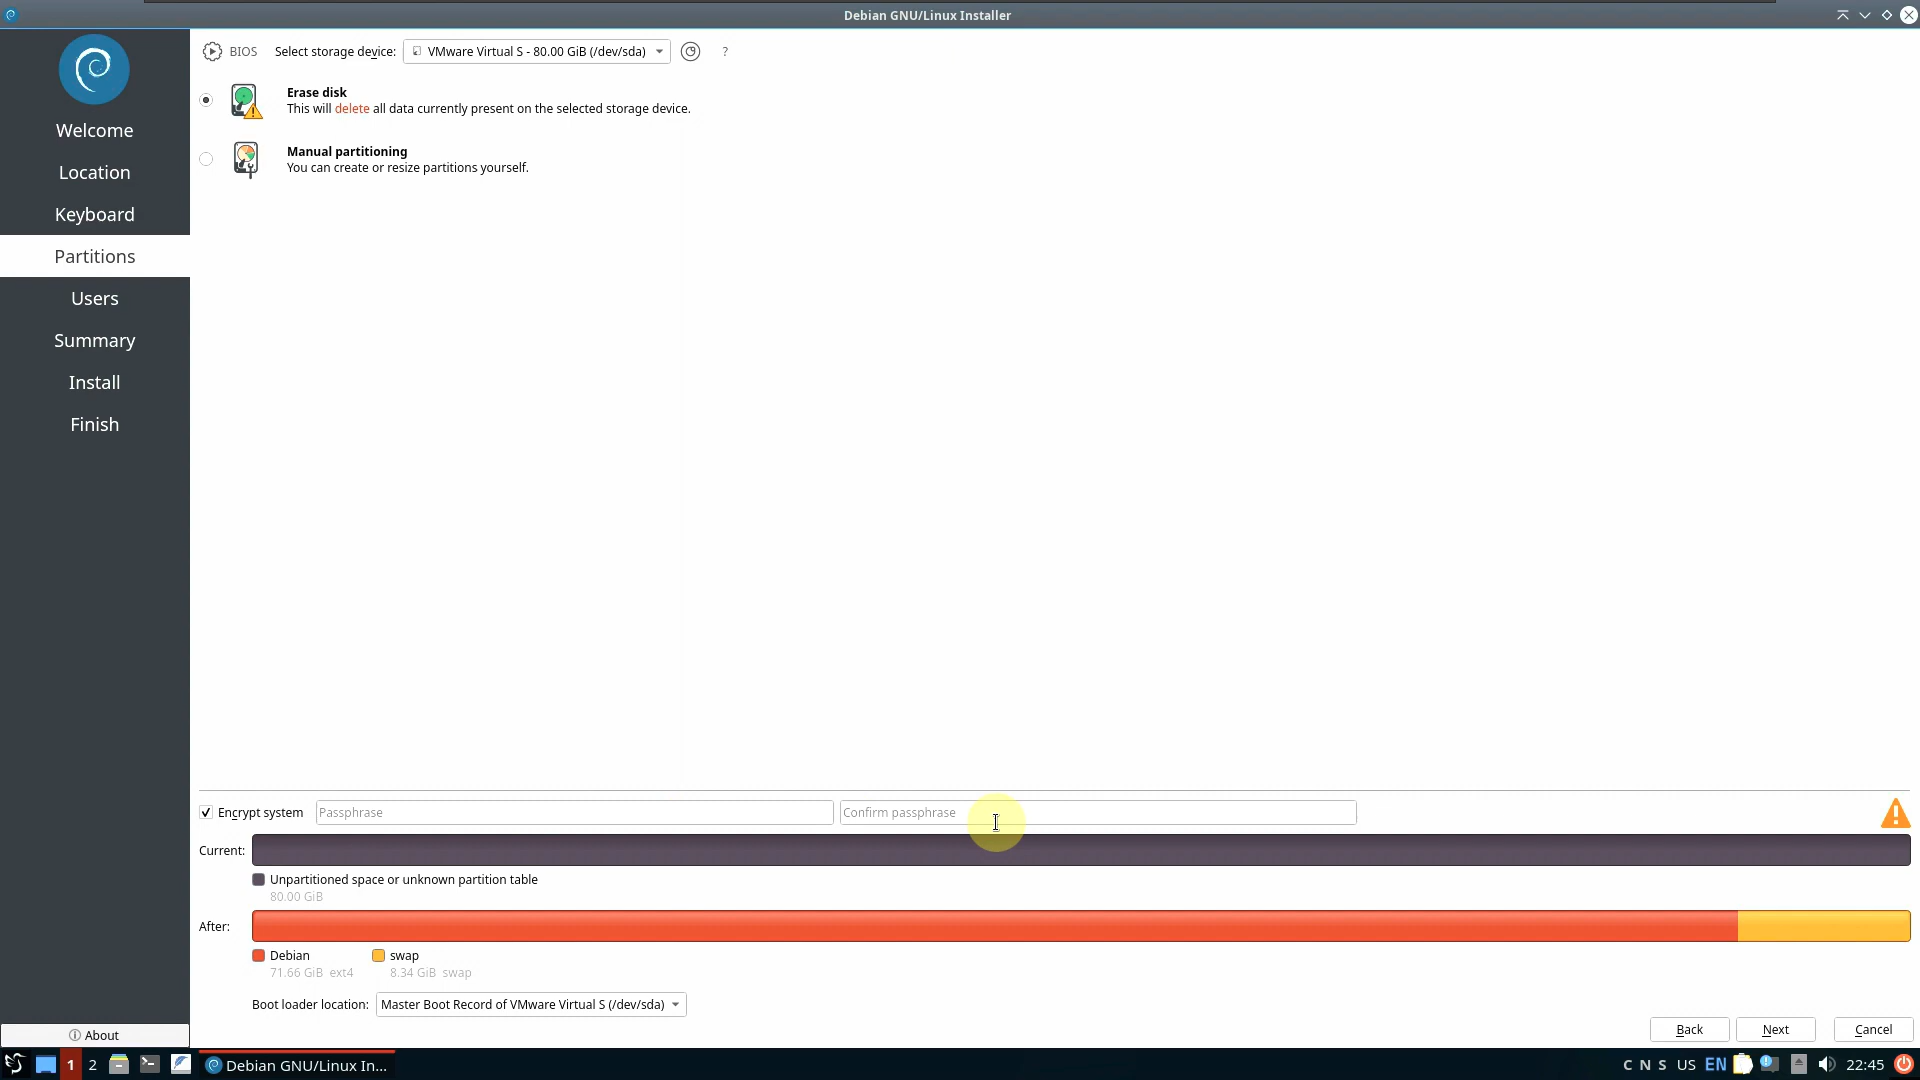 Debian GNU/Linux Installer
BIOS Select storage device: VMware Virtual S - 80.00 GiB (/dev/sda) ?
Erase disk
This will delete all data currently present on the selected storage device.
Manual partitioning
You can create or resize partitions yourself.
Welcome
Location
Keyboard
Partitions
Users
Summary
Install
Finish
Encrypt system Passphrase Confirm passphrase
Current:
Unpartitioned space or unknown partition table
80.00 GiB
After:
Debian swap
71.66 GiB ext4 8.34 GiB swap
Boot loader location: Master Boot Record of VMware Virtual S (/dev/sda)
About
Back Next Cancel
1 2 Debian GNU/Linux In... C N S US EN 22:45